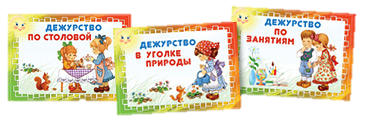 ДЕЖУРСТВО
ПО СТОЛОВОЙ
ДЕЖУРСТВО
В УГОЛКЕ
ПРИРОДЫ
ДЕЖУРСТВО
ПО
ЗАНЯТИЯМ